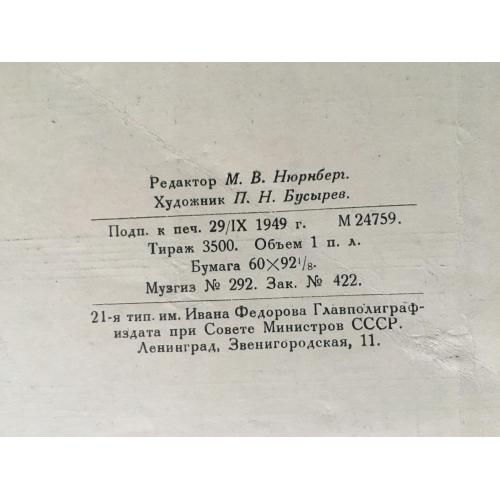 Редактор М. В. Нюрнберг.
Художник П. Н. Бусырев.
Подп. к печ. 29/IX 1949 г. М 24759.
Тираж 3500. Объем 1 п. л.
Бумага 60×92¹/₈.
Музгиз № 292. Зак. № 422.
21-я тип. им. Ивана Федорова Главполиграф-
издата при Совете Министров СССР.
Ленинград, Звенигородская, 11.